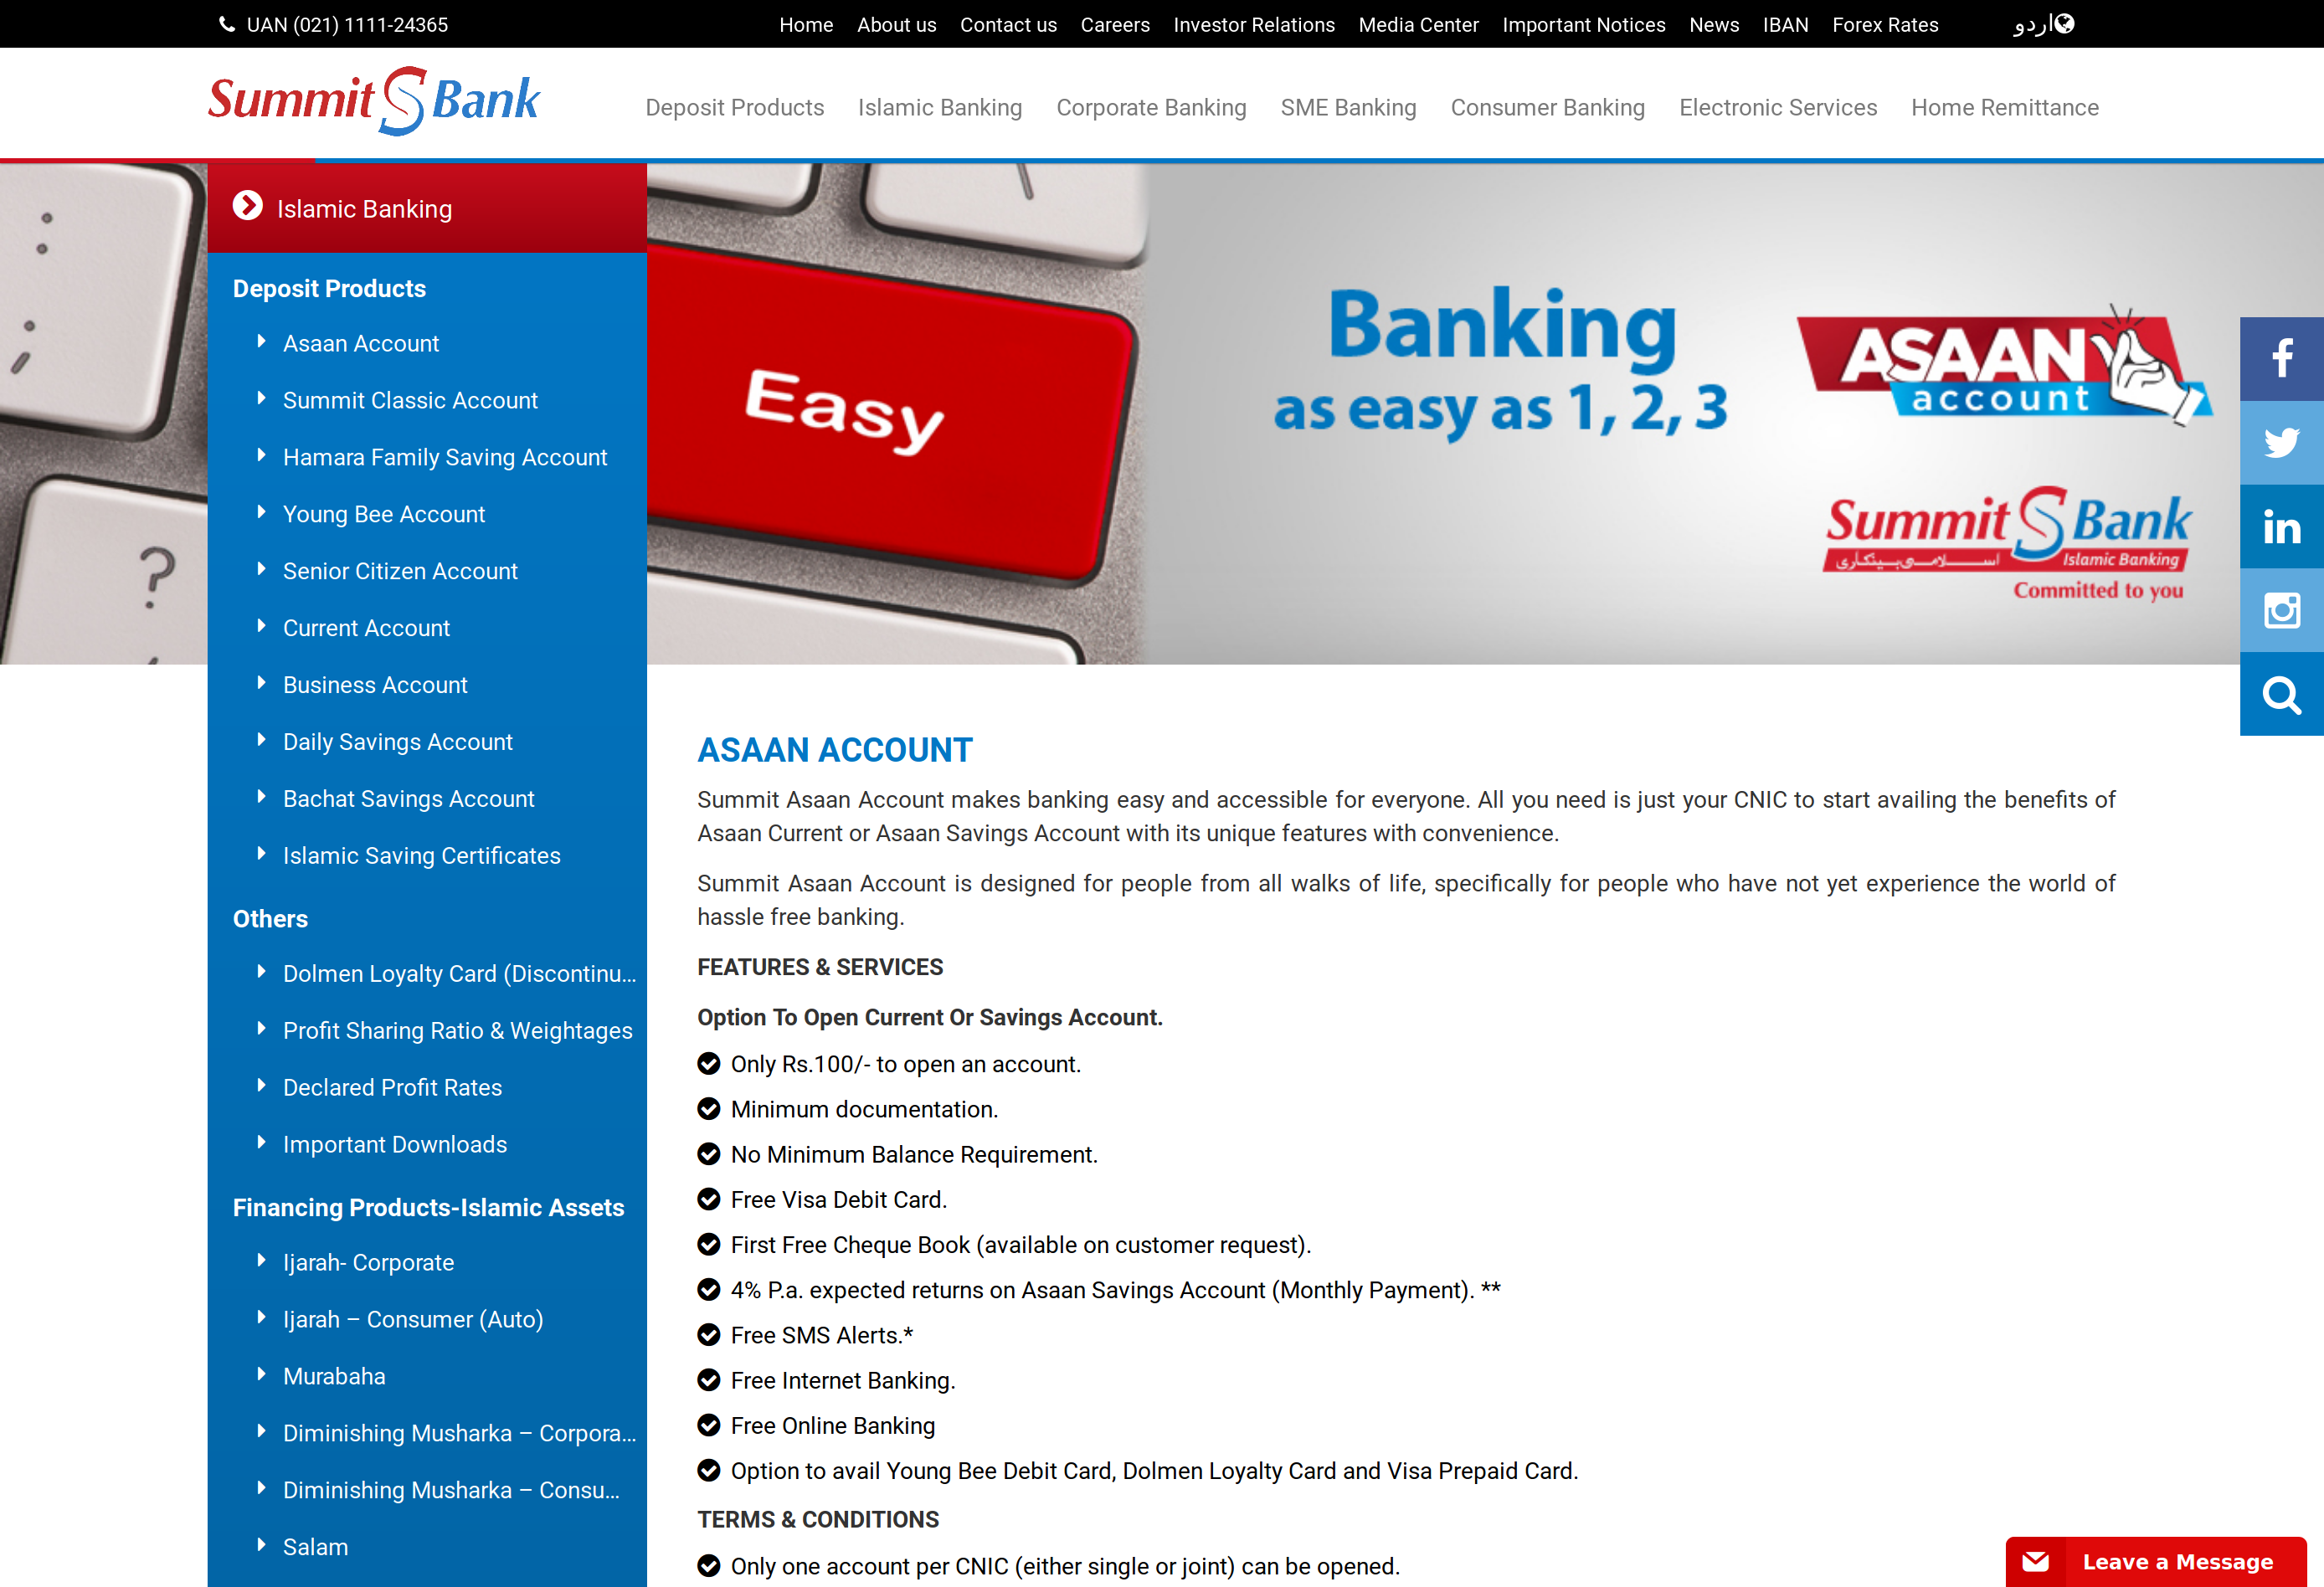 UAN (021) 1111-24365
Home About us Contact us Careers Investor Relations Media Center Important Notices News IBAN Forex Rates اردو
Summit S Bank
Deposit Products Islamic Banking Corporate Banking SME Banking Consumer Banking Electronic Services Home Remittance
Islamic Banking
Deposit Products
Asaan Account
Summit Classic Account
Hamara Family Saving Account
Young Bee Account
Senior Citizen Account
Current Account
Business Account
Daily Savings Account
Bachat Savings Account
Islamic Saving Certificates
Others
Dolmen Loyalty Card (Discontinu...
Profit Sharing Ratio & Weightages
Declared Profit Rates
Important Downloads
Financing Products-Islamic Assets
Ijarah- Corporate
Ijarah – Consumer (Auto)
Murabaha
Diminishing Musharka – Corpora...
Diminishing Musharka – Consu...
Salam
Easy
?
Banking
as easy as 1, 2, 3
ASAAN
account
Summit S Bank
اسلامی بینکاری Islamic Banking
Committed to you
ASAAN ACCOUNT
Summit Asaan Account makes banking easy and accessible for everyone. All you need is just your CNIC to start availing the benefits of
Asaan Current or Asaan Savings Account with its unique features with convenience.
Summit Asaan Account is designed for people from all walks of life, specifically for people who have not yet experience the world of
hassle free banking.
FEATURES & SERVICES
Option To Open Current Or Savings Account.
Only Rs.100/- to open an account.
Minimum documentation.
No Minimum Balance Requirement.
Free Visa Debit Card.
First Free Cheque Book (available on customer request).
4% P.a. expected returns on Asaan Savings Account (Monthly Payment). **
Free SMS Alerts.*
Free Internet Banking.
Free Online Banking
Option to avail Young Bee Debit Card, Dolmen Loyalty Card and Visa Prepaid Card.
TERMS & CONDITIONS
Only one account per CNIC (either single or joint) can be opened.
Leave a Message